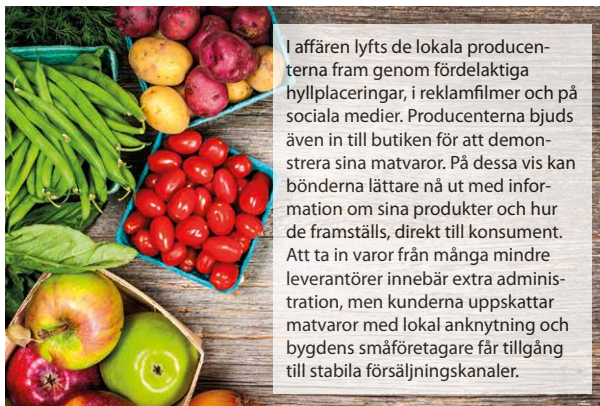 I affären lyfts de lokala producen-
terna fram genom fördelaktiga
hyllplaceringar, i reklamfilmer och på
sociala medier. Producenterna bjuds
även in till butiken för att demon-
strera sina matvaror. På dessa vis kan
bönderna lättare nå ut med infor-
mation om sina produkter och hur
de framställs, direkt till konsument.
Att ta in varor från många mindre
leverantörer innebär extra adminis-
tration, men kunderna uppskattar
matvaror med lokal anknytning och
bygdens småföretagare får tillgång
till stabila försäljningskanaler.